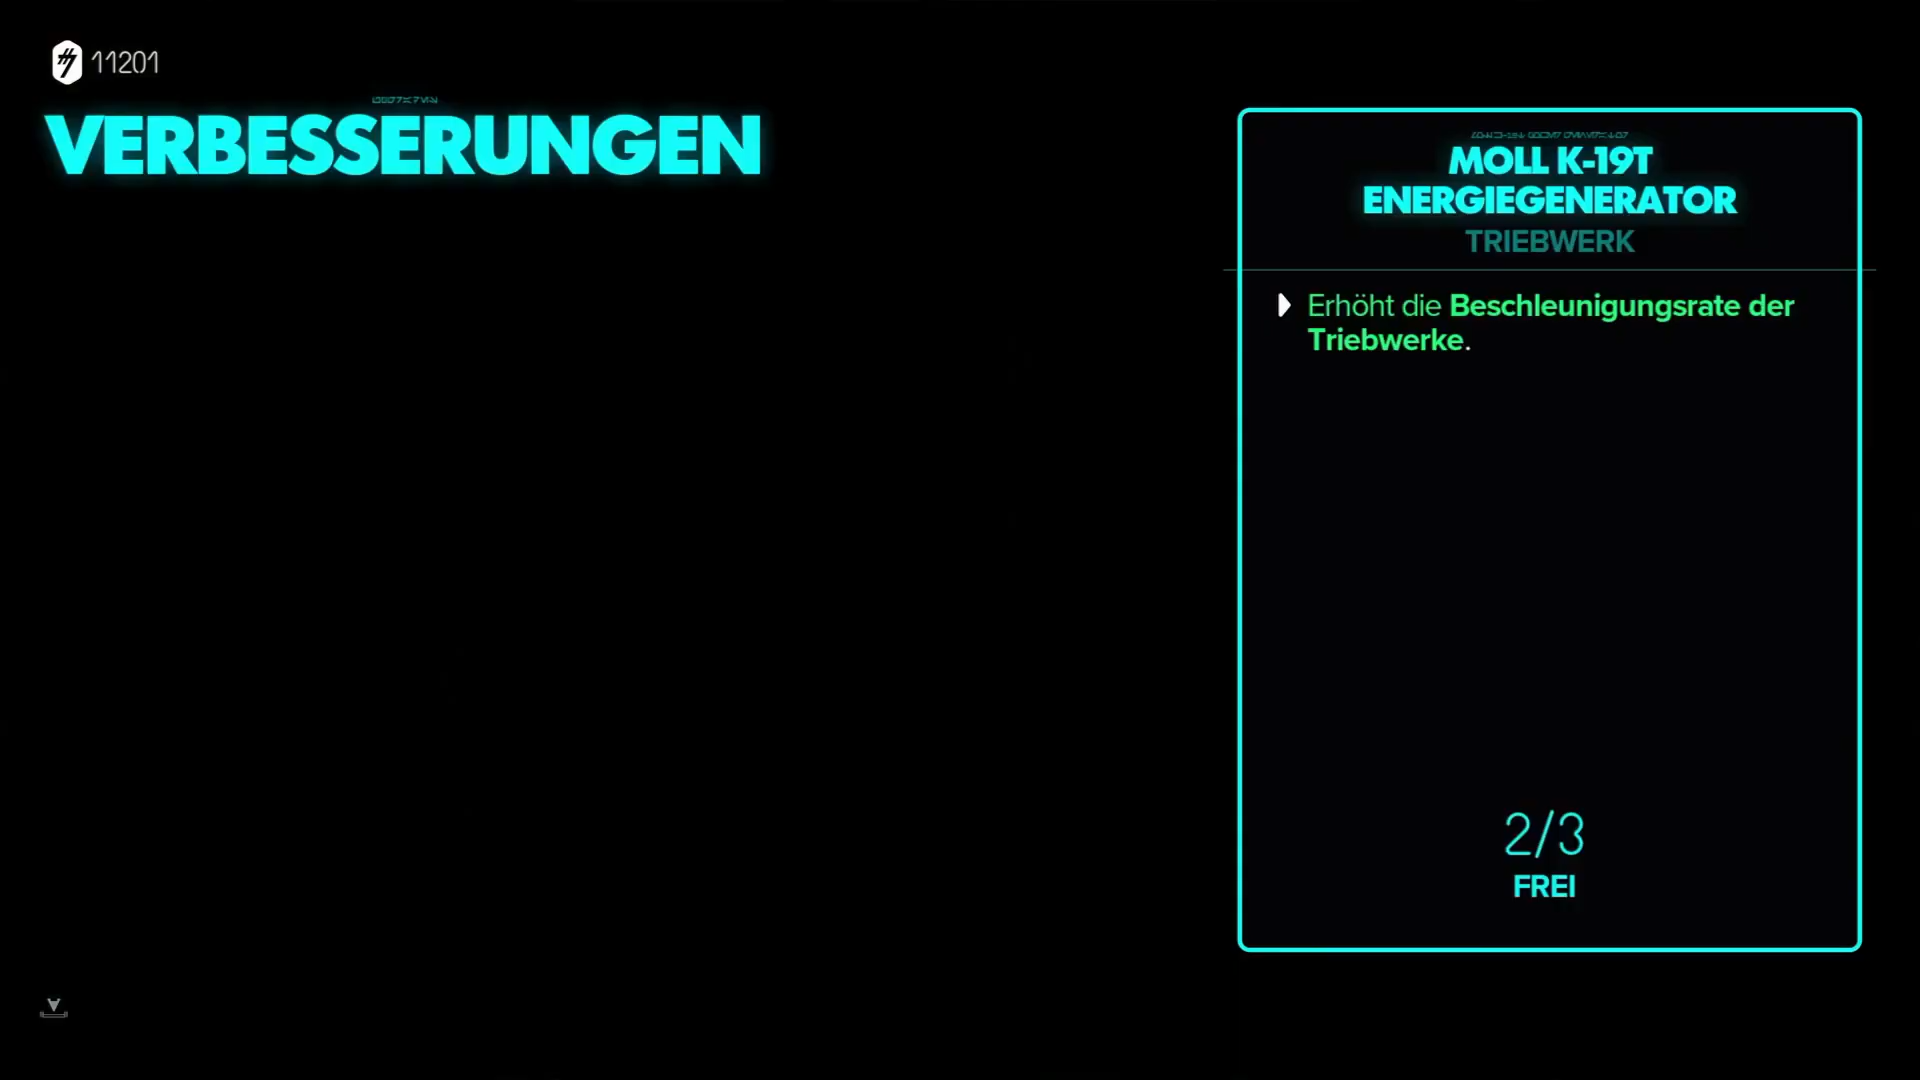 11201
VERBESSERUNGEN
MOLL K-19T
ENERGIEGENERATOR
TRIEBWERK
Erhöht die Beschleunigungsrate der
Triebwerke.
2/3
FREI